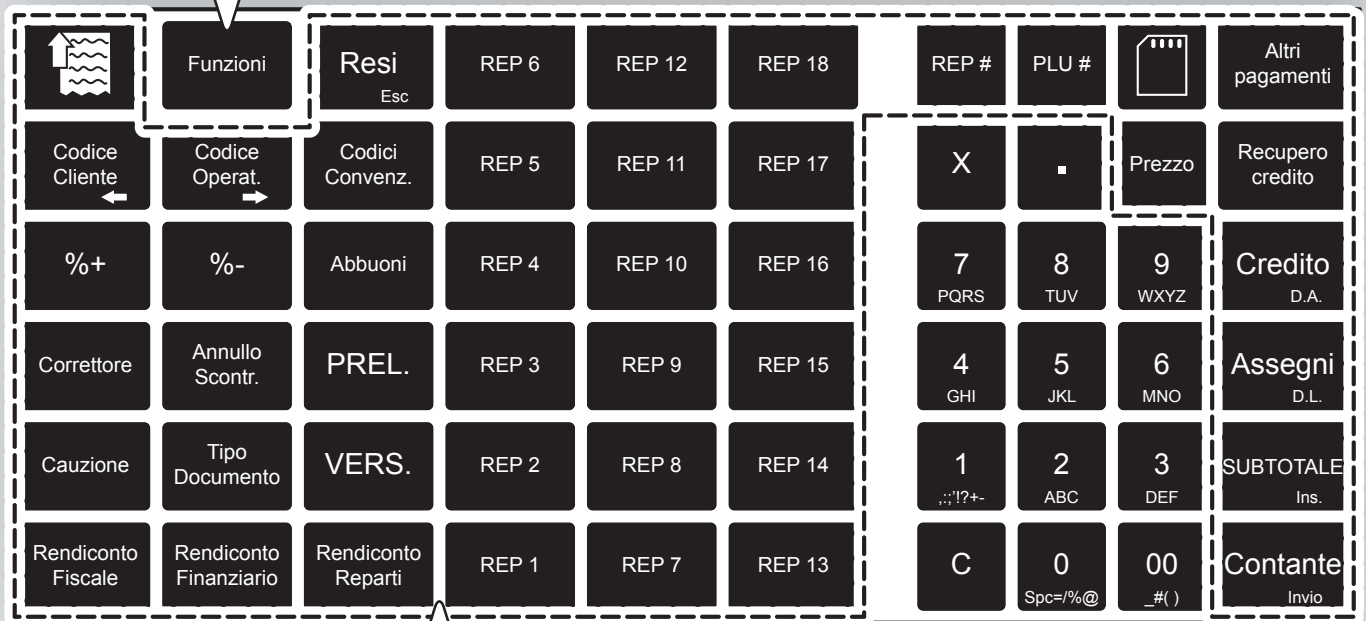 Funzioni
Resi
Esc
REP 6
REP 12
REP 18
REP #
PLU #
Altri
pagamenti
Codice
Cliente
Codice
Operat.
Codici
Convenz.
REP 5
REP 11
REP 17
X
.
Prezzo
Recupero
credito
%+
%-
Abbuoni
REP 4
REP 10
REP 16
7
PQRS
8
TUV
9
WXYZ
Credito
D.A.
Correttore
Annullo
Scontr.
PREL.
REP 3
REP 9
REP 15
4
GHI
5
JKL
6
MNO
Assegni
D.L.
Cauzione
Tipo
Documento
VERS.
REP 2
REP 8
REP 14
1
,:;'!?+-
2
ABC
3
DEF
SUBTOTALE
Ins.
Rendiconto
Fiscale
Rendiconto
Finanziario
Rendiconto
Reparti
REP 1
REP 7
REP 13
C
0
Spc=/%@
00
_#( )
Contante
Invio